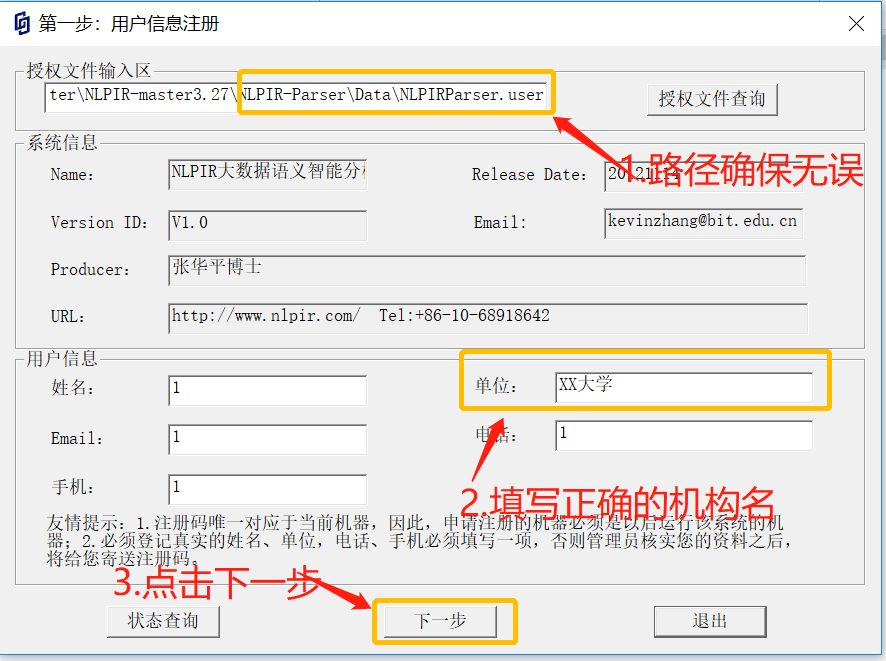 第一步: 用户信息注册
授权文件输入区
ter\NLPIR-master3.27\NLPIR-Parser\Data\NLPIRParser.user
授权文件查询
1.路径确保无误
系统信息
Name:
NLPIR大数据语义智能分
Release Date:
Version ID:
V1.0
Email:
kevinzhang@bit.edu.cn
Producer:
张华平博士
URL:
http://www.nlpir.com/ Tel:+86-10-68918642
用户信息
姓名:
1
单位:
XX大学
Email:
1
电话:
1
手机:
1
2.填写正确的机构名
友情提示: 1.注册码唯一对应于当前机器, 因此, 申请注册的机器必须是以后运行该系统的机
器; 2.必须登记真实的姓名、单位, 电话、手机必须填写一项, 否则管理员核实您的资料之后,
将给您寄送注册码。
3.点击下一步
状态查询
下一步
退出